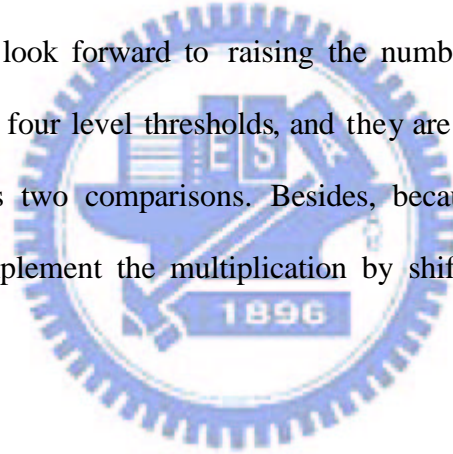 look forward to raising the numb
four level thresholds, and they are
s two comparisons. Besides, becau
E S A
plement the multiplication by shif
1896